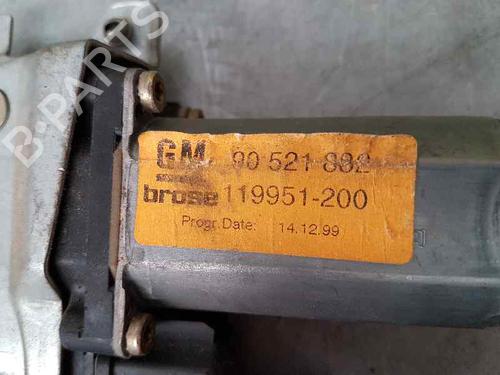 GM 90 521 882
brose 119951-200
Progr. Date: 14.12.99
B-PARTS